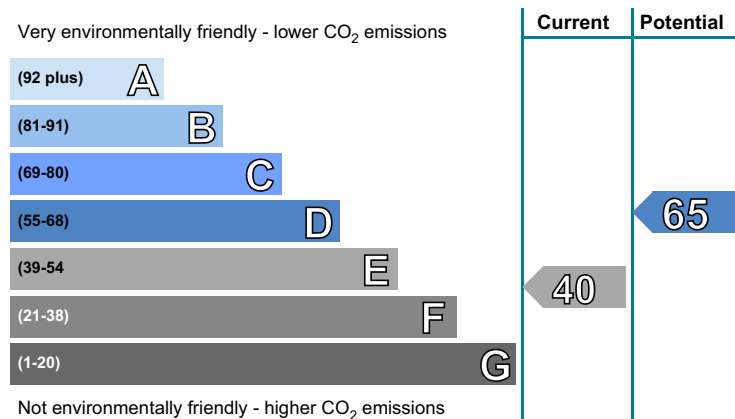 Current Potential
Very environmentally friendly - lower CO₂ emissions
(92 plus) A
(81-91) B
(69-80) C
(55-68) D
65
(39-54 E
40
(21-38) F
(1-20) G
Not environmentally friendly - higher CO₂ emissions